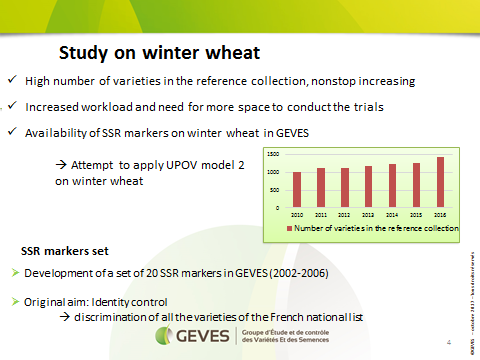 Study on winter wheat
✓ High number of varieties in the reference collection, nonstop increasing
✓ Increased workload and need for more space to conduct the trials
✓ Availability of SSR markers on winter wheat in GEVES
→ Attempt to apply UPOV model 2
on winter wheat
1500
1000
500
0
2010 2011 2012 2013 2014 2015 2016
Number of varieties in the reference collection
SSR markers set
➢ Development of a set of 20 SSR markers in GEVES (2002-2006)
➢ Original aim: Identity control
→ discrimination of all the varieties of the French national list
GEVES
Groupe d'Étude et de contrôle
des Variétés Et des Semences
4